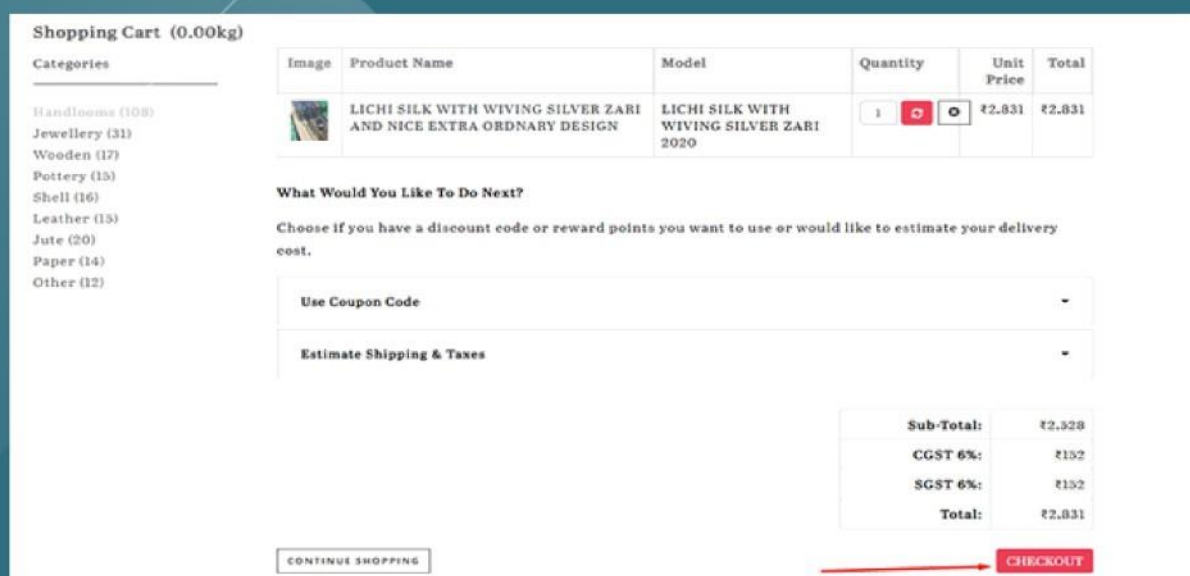 Shopping Cart (0.00kg)
Categories
Handlooms (108)
Jewellery (31)
Wooden (17)
Pottery (15)
Shell (16)
Leather (15)
Jute (20)
Paper (14)
Other (12)
Image Product Name Model Quantity Unit Price Total
LICHI SILK WITH WIVING SILVER ZARI LICHI SILK WITH 1 ₹2,831 ₹2,831
AND NICE EXTRA ORDNARY DESIGN WIVING SILVER ZARI
2020
What Would You Like To Do Next?
Choose if you have a discount code or reward points you want to use or would like to estimate your delivery
cost.
Use Coupon Code
Estimate Shipping & Taxes
Sub-Total: ₹2,528
CGST 6%: ₹152
SGST 6%: ₹152
Total: ₹2,831
CONTINUE SHOPPING CHECKOUT